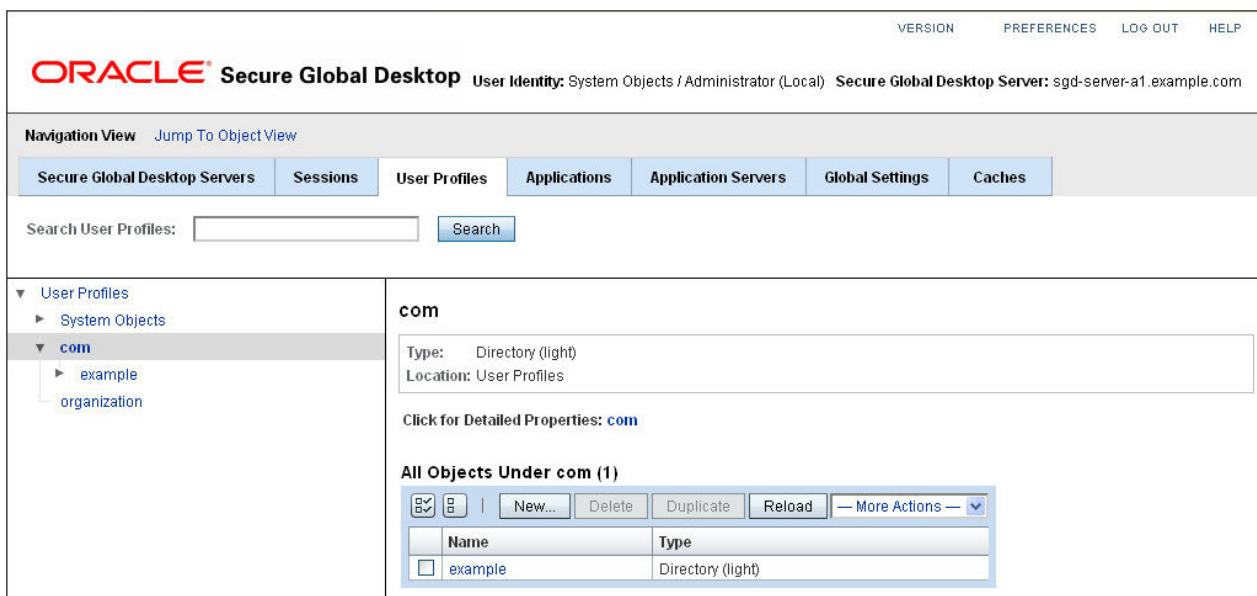 VERSION PREFERENCES LOG OUT HELP
ORACLE Secure Global Desktop User Identity: System Objects / Administrator (Local) Secure Global Desktop Server: sgd-server-a1.example.com
Navigation View Jump To Object View
Secure Global Desktop Servers Sessions User Profiles Applications Application Servers Global Settings Caches
Search User Profiles: Search
User Profiles
System Objects
com
example
organization
com
Type: Directory (light)
Location: User Profiles
Click for Detailed Properties: com
All Objects Under com (1)
New... Delete Duplicate Reload — More Actions —
Name Type
example Directory (light)